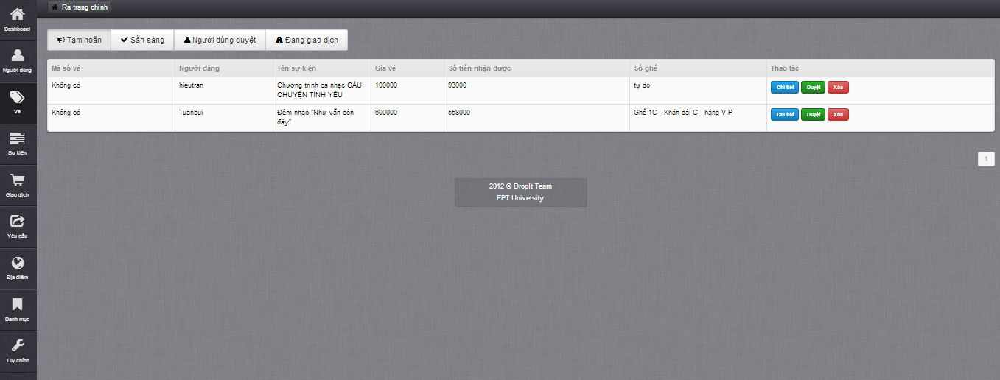 Ra trang chính
Dashboard
Người dùng
Vé
Sự kiện
Giao dịch
Yêu cầu
Địa điểm
Danh mục
Tùy chỉnh
Tạm hoãn Sẵn sàng Người dùng duyệt Đang giao dịch
Mã số vé Người đăng Tên sự kiện Gía vé Số tiền nhận được Số ghế Thao tác
Không có hieutran Chương trình ca nhạc CÂU 100000 93000 tự do Chi tiết Duyệt Xóa
CHUYỆN TÌNH YÊU
Không có Tuanbui Đêm nhạc "Như vẫn còn 600000 558000 Ghế 1C - Khán đài C - hàng VIP Chi tiết Duyệt Xóa
đây"
1
2012 © DropIt Team
FPT University